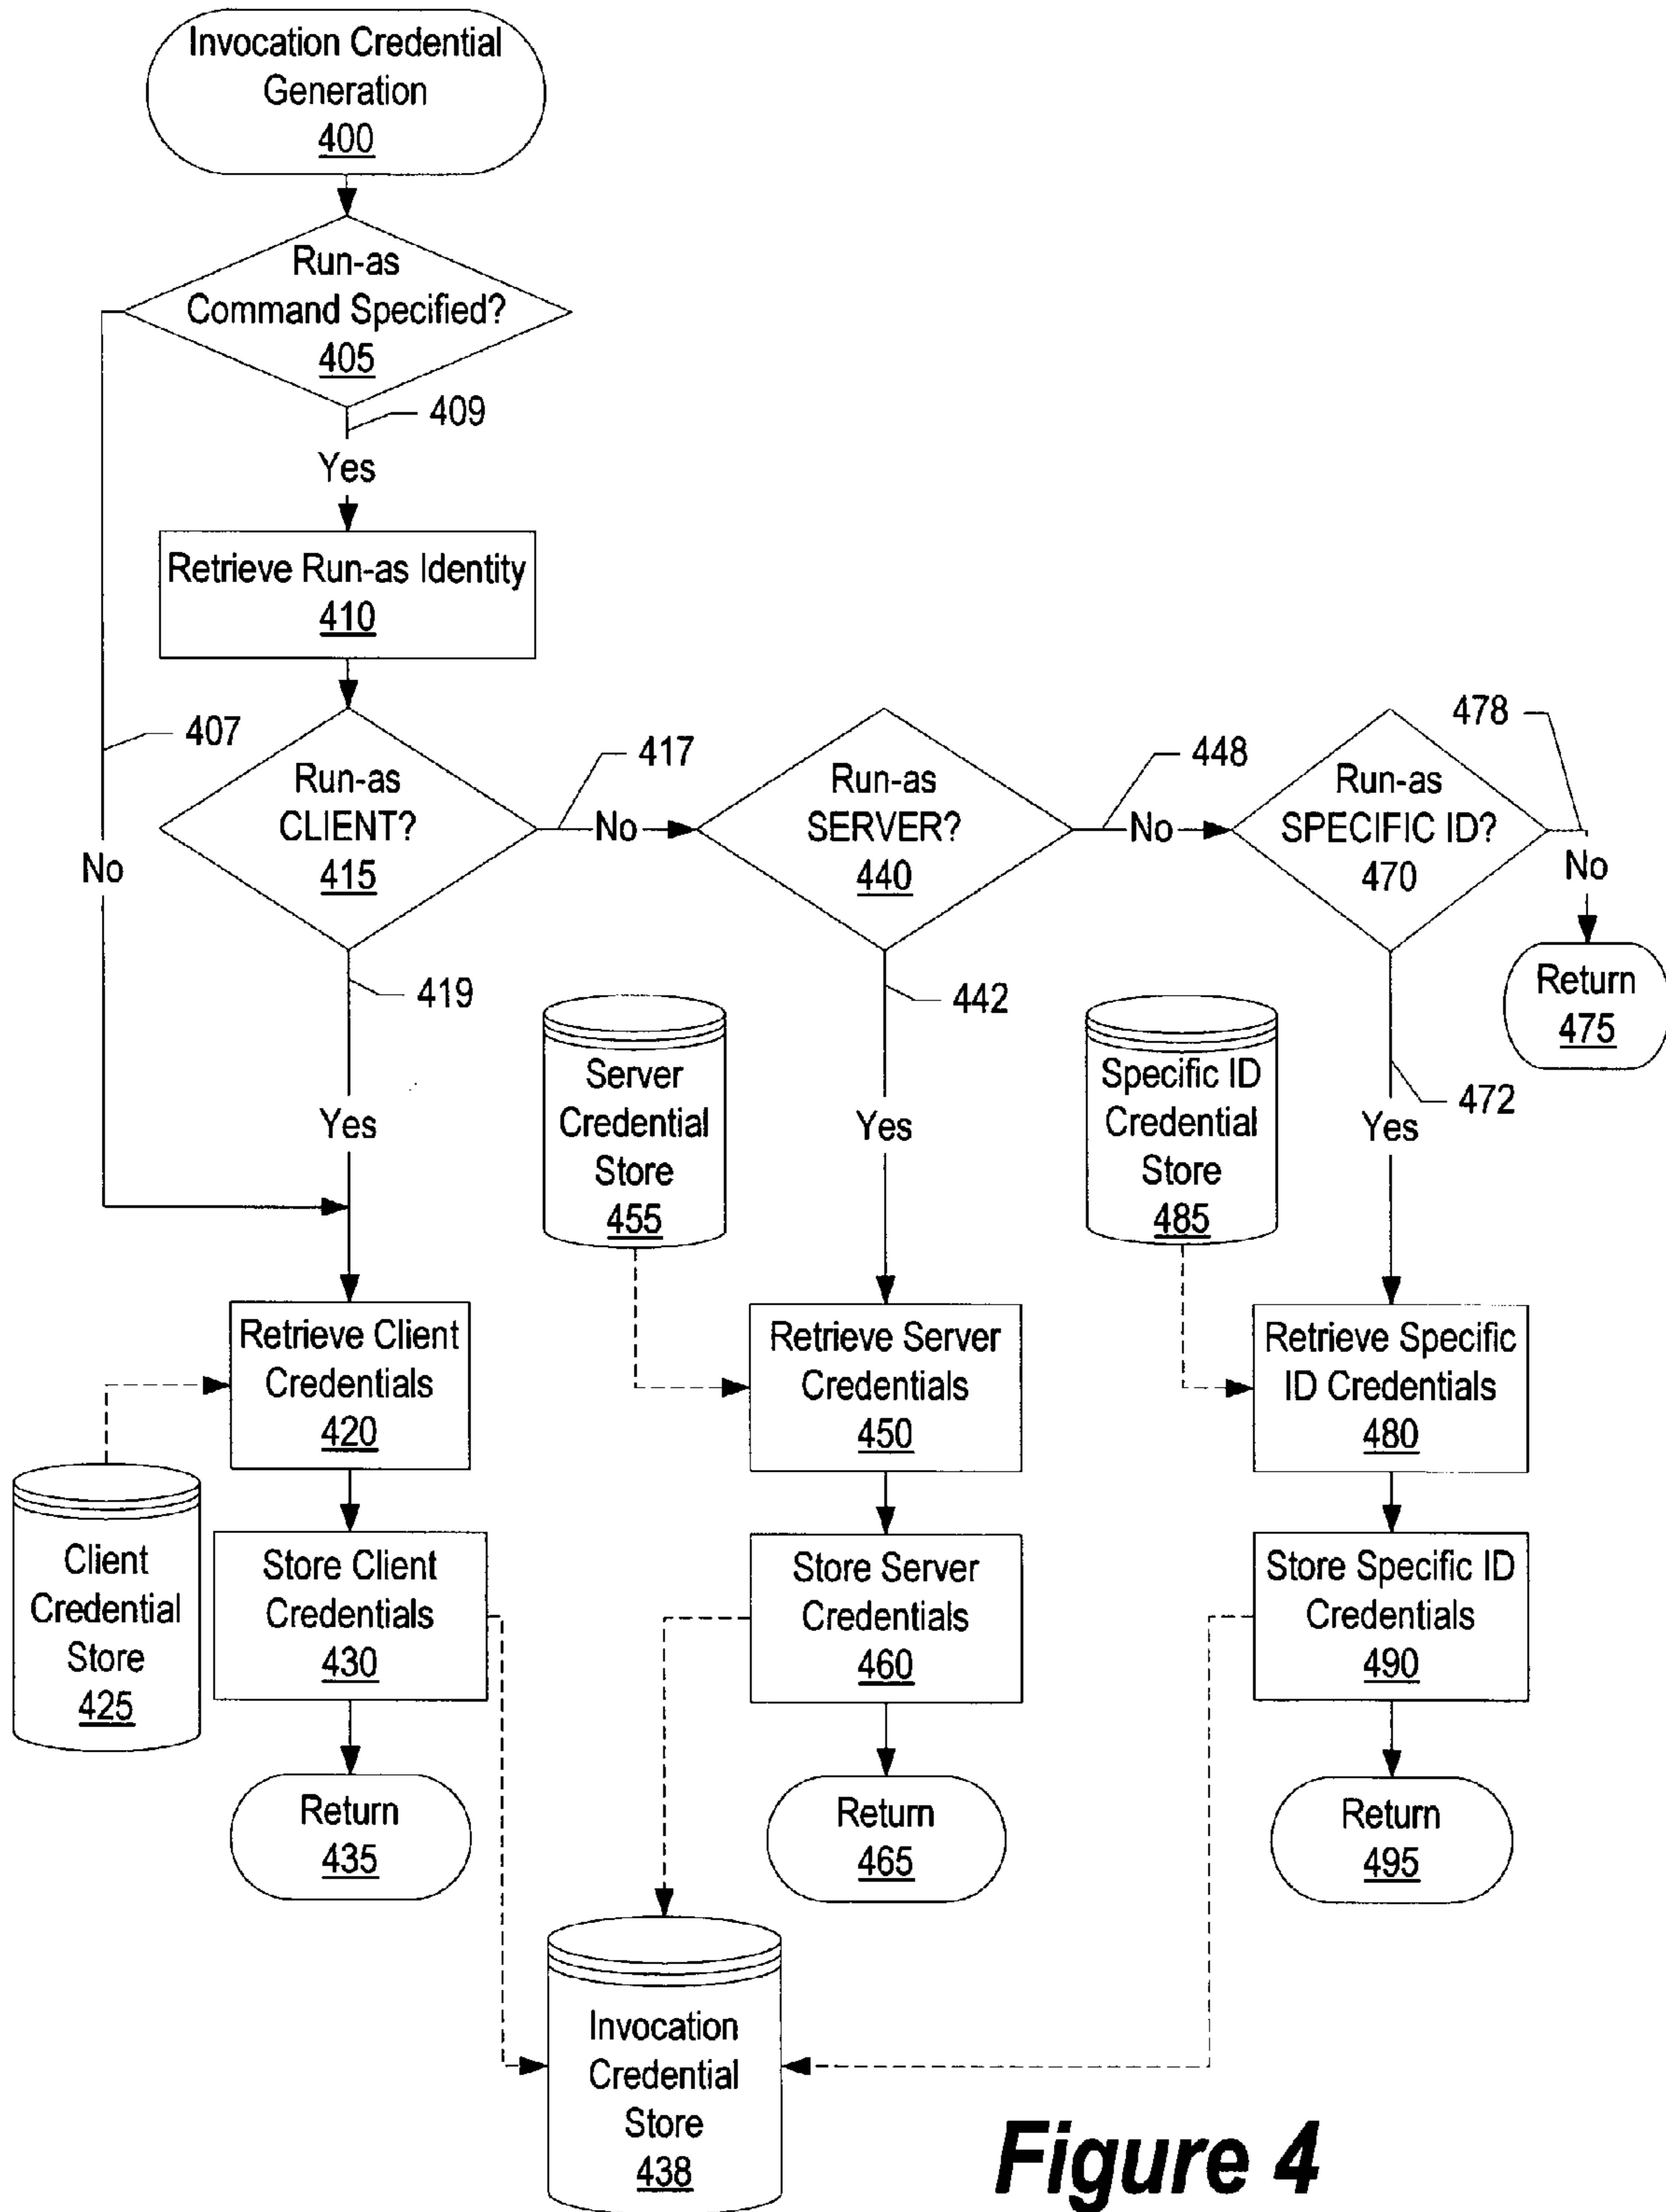 Invocation Credential
Generation
400
Run-as
Command Specified?
405
409
Yes
Retrieve Run-as Identity
410
407
No
Run-as
CLIENT?
415
417
No
Run-as
SERVER?
440
448
No
Run-as
SPECIFIC ID?
470
478
No
Return
475
419
Yes
Server
Credential
Store
455
442
Yes
Specific ID
Credential
Store
485
472
Yes
Retrieve Client
Credentials
420
Retrieve Server
Credentials
450
Retrieve Specific
ID Credentials
480
Client
Credential
Store
425
Store Client
Credentials
430
Store Server
Credentials
460
Store Specific ID
Credentials
490
Return
435
Return
465
Return
495
Invocation
Credential
Store
438
Figure 4